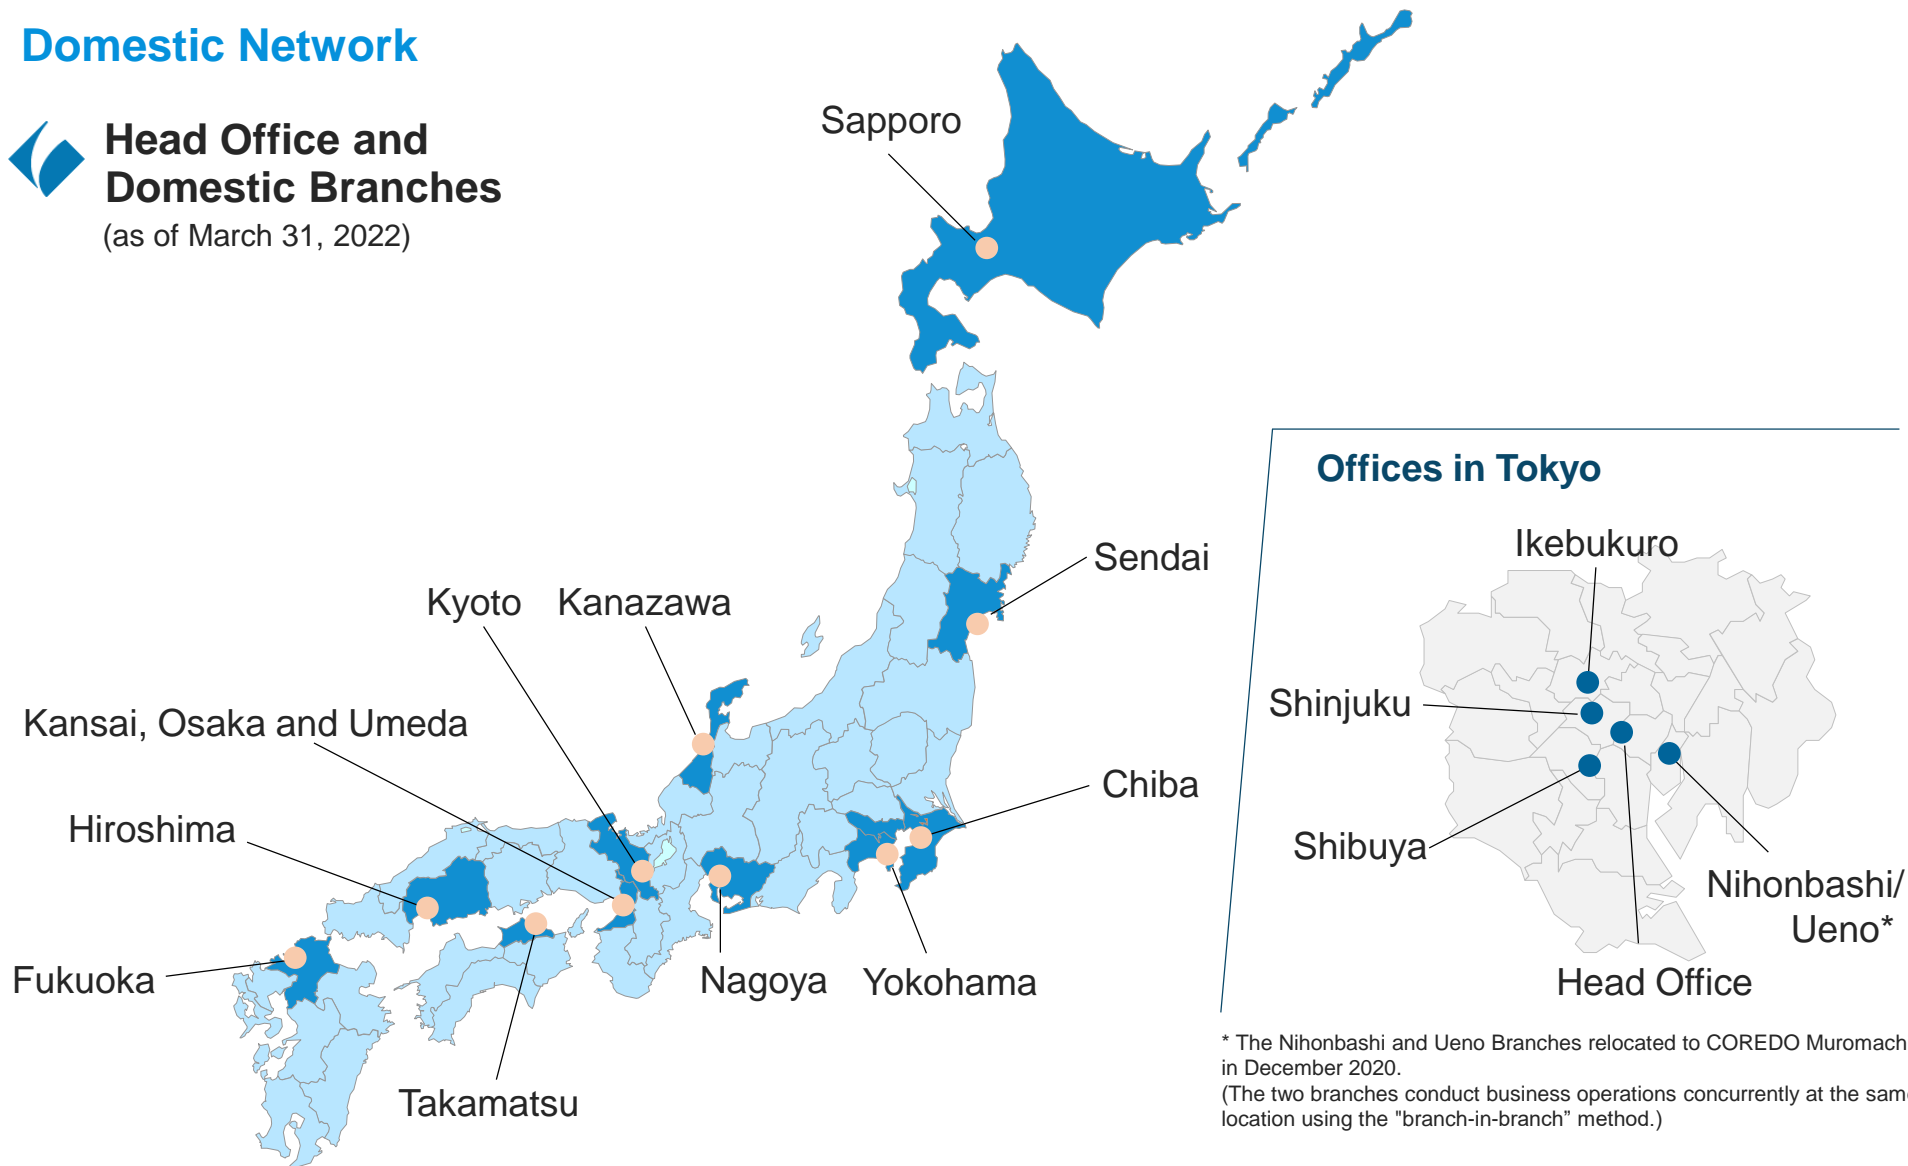 Domestic Network
Head Office and
Domestic Branches
(as of March 31, 2022)
Sapporo
Sendai
Kyoto
Kanazawa
Kansai, Osaka and Umeda
Chiba
Hiroshima
Fukuoka
Nagoya
Yokohama
Takamatsu
Offices in Tokyo
Ikebukuro
Shinjuku
Shibuya
Nihonbashi/
Ueno*
Head Office
* The Nihonbashi and Ueno Branches relocated to COREDO Muromach
in December 2020.
(The two branches conduct business operations concurrently at the sam
location using the "branch-in-branch” method.)